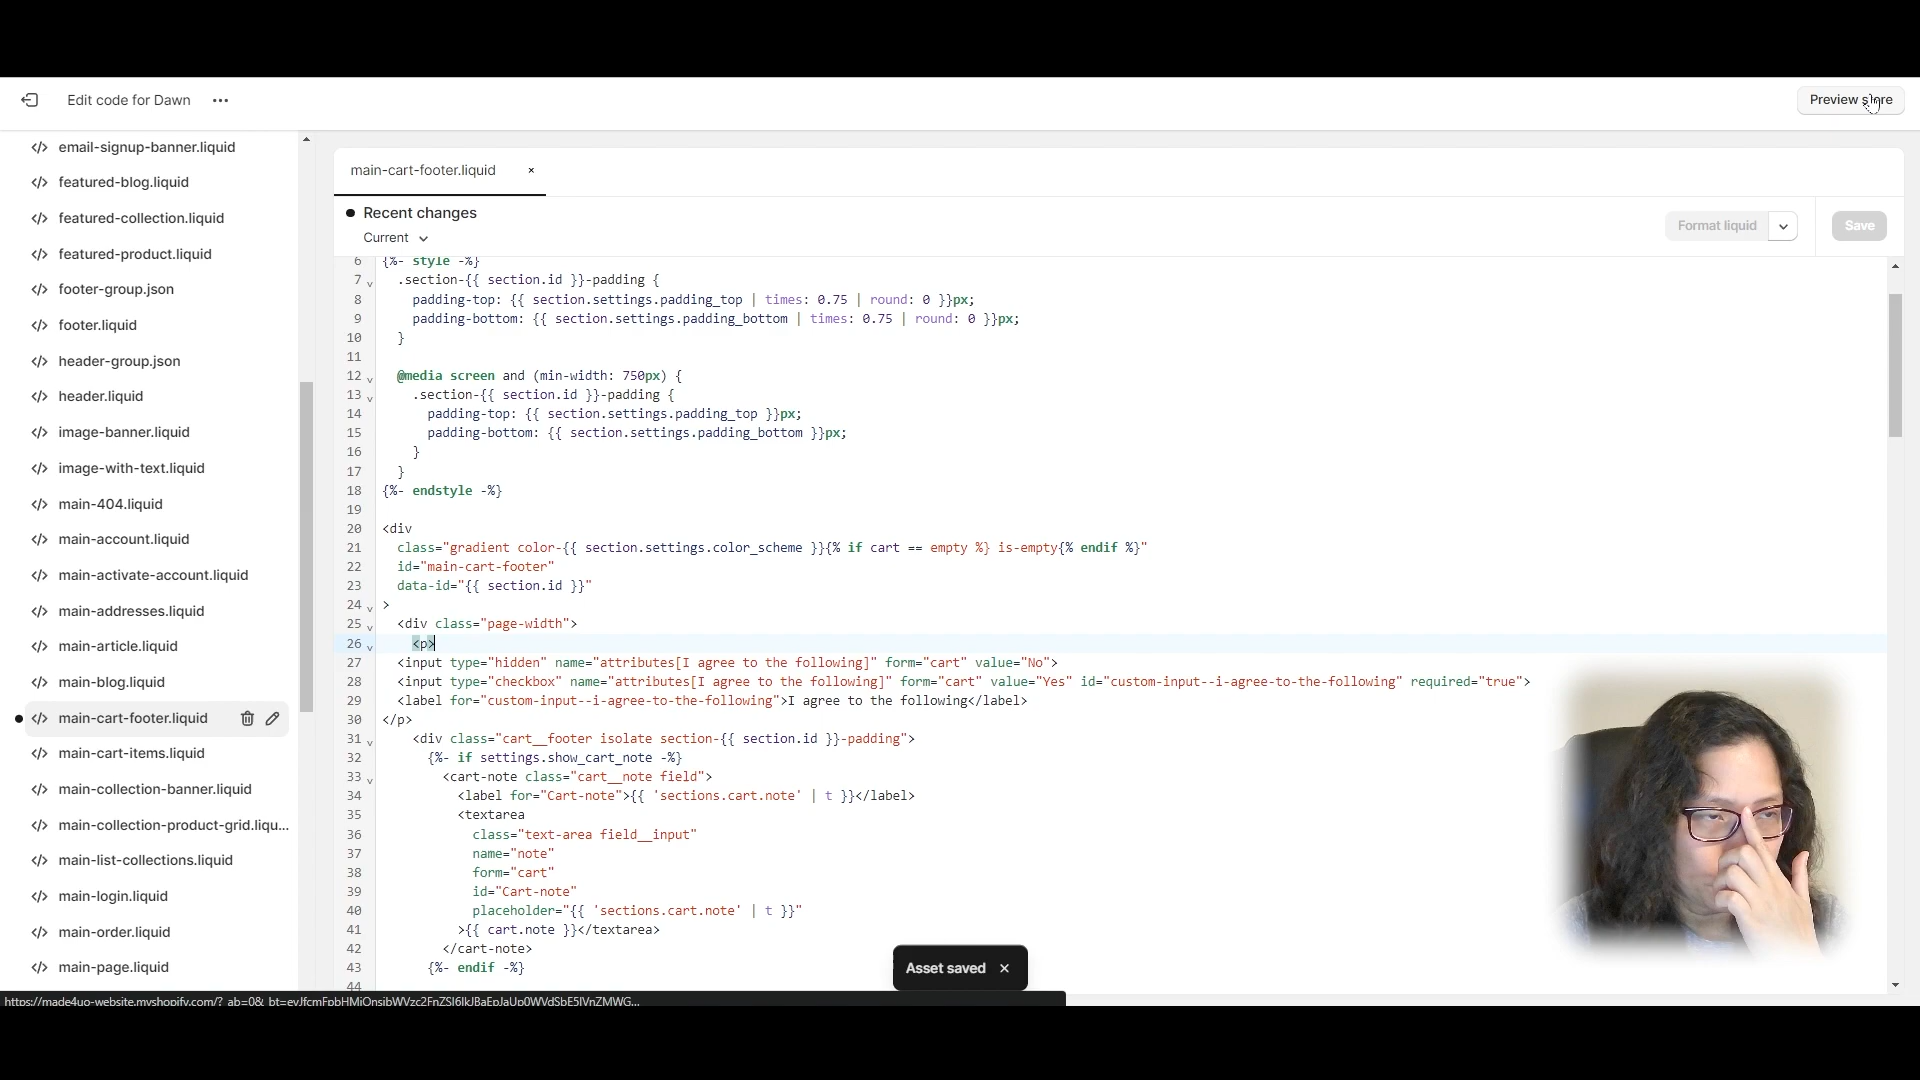 Edit code for Dawn
Preview store
email-signup-banner.liquid
featured-blog.liquid
featured-collection.liquid
featured-product.liquid
footer-group.json
footer.liquid
header-group.json
header.liquid
image-banner.liquid
image-with-text.liquid
main-404.liquid
main-account.liquid
main-activate-account.liquid
main-addresses.liquid
main-article.liquid
main-blog.liquid
main-cart-footer.liquid
main-cart-items.liquid
main-collection-banner.liquid
main-collection-product-grid.liqu...
main-list-collections.liquid
main-login.liquid
main-order.liquid
main-page.liquid
main-cart-footer.liquid ×
Recent changes
Current
Format liquid
Save
6 {%- style -%}
7 .section-{{ section.id }}-padding {
8 padding-top: {{ section.settings.padding_top | times: 0.75 | round: 0 }}px;
9 padding-bottom: {{ section.settings.padding_bottom | times: 0.75 | round: 0 }}px;
10 }
11
12 @media screen and (min-width: 750px) {
13 .section-{{ section.id }}-padding {
14 padding-top: {{ section.settings.padding_top }}px;
15 padding-bottom: {{ section.settings.padding_bottom }}px;
16 }
17 }
18 {%- endstyle -%}
19
20 <div
21 class="gradient color-{{ section.settings.color_scheme }}{% if cart == empty %} is-empty{% endif %}"
22 id="main-cart-footer"
23 data-id="{{ section.id }}"
24 >
25 <div class="page-width">
26 <p>
27 <input type="hidden" name="attributes[I agree to the following]" form="cart" value="No">
28 <input type="checkbox" name="attributes[I agree to the following]" form="cart" value="Yes" id="custom-input--i-agree-to-the-following" required="true">
29 <label for="custom-input--i-agree-to-the-following">I agree to the following</label>
30 </p>
31 <div class="cart__footer isolate section-{{ section.id }}-padding">
32 {%- if settings.show_cart_note -%}
33 <cart-note class="cart__note field">
34 <label for="Cart-note">{{ 'sections.cart.note' | t }}</label>
35 <textarea
36 class="text-area field__input"
37 name="note"
38 form="cart"
39 id="Cart-note"
40 placeholder="{{ 'sections.cart.note' | t }}"
41 >{{ cart.note }}</textarea>
42 </cart-note>
43 {%- endif -%}
44
Asset saved ×